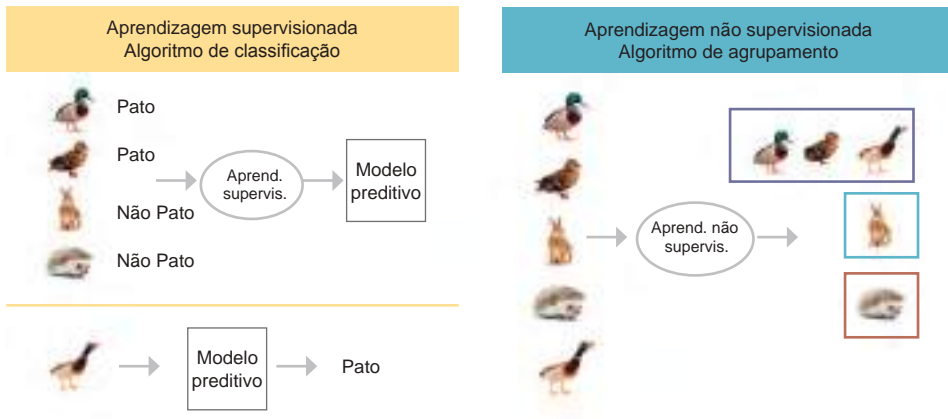 Aprendizagem supervisionada
Algoritmo de classificação
Pato
Pato
Não Pato
Não Pato
Aprend.
supervis.
Modelo
preditivo
Modelo
preditivo
Pato
Aprendizagem não supervisionada
Algoritmo de agrupamento
Aprend. não
supervis.